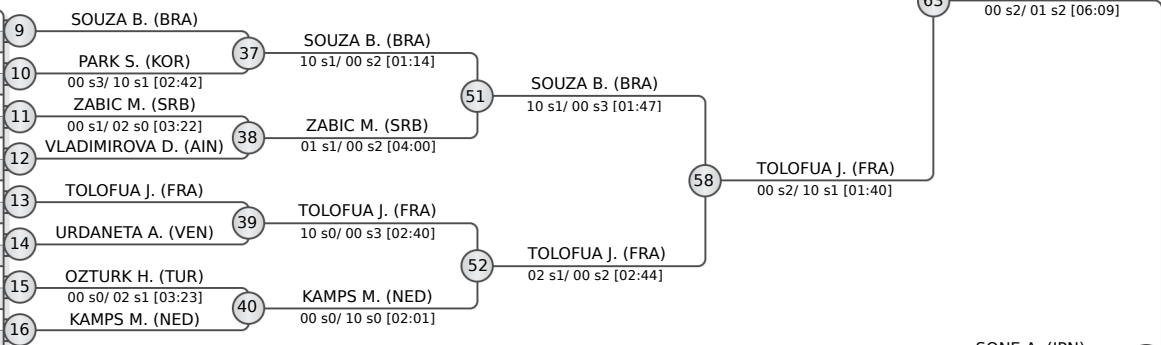 63
00 s2/ 01 s2 [06:09]
9
SOUZA B. (BRA)
37
SOUZA B. (BRA)
10 s1/ 00 s2 [01:14]
10
PARK S. (KOR)
00 s3/ 10 s1 [02:42]
51
SOUZA B. (BRA)
10 s1/ 00 s3 [01:47]
11
ZABIC M. (SRB)
00 s1/ 02 s0 [03:22]
38
ZABIC M. (SRB)
01 s1/ 00 s2 [04:00]
12
VLADIMIROVA D. (AIN)
58
TOLOFUA J. (FRA)
00 s2/ 10 s1 [01:40]
13
TOLOFUA J. (FRA)
39
TOLOFUA J. (FRA)
10 s0/ 00 s3 [02:40]
14
URDANETA A. (VEN)
52
TOLOFUA J. (FRA)
02 s1/ 00 s2 [02:44]
15
OZTURK H. (TUR)
00 s0/ 02 s1 [03:23]
40
KAMPS M. (NED)
00 s0/ 10 s0 [02:01]
16
KAMPS M. (NED)